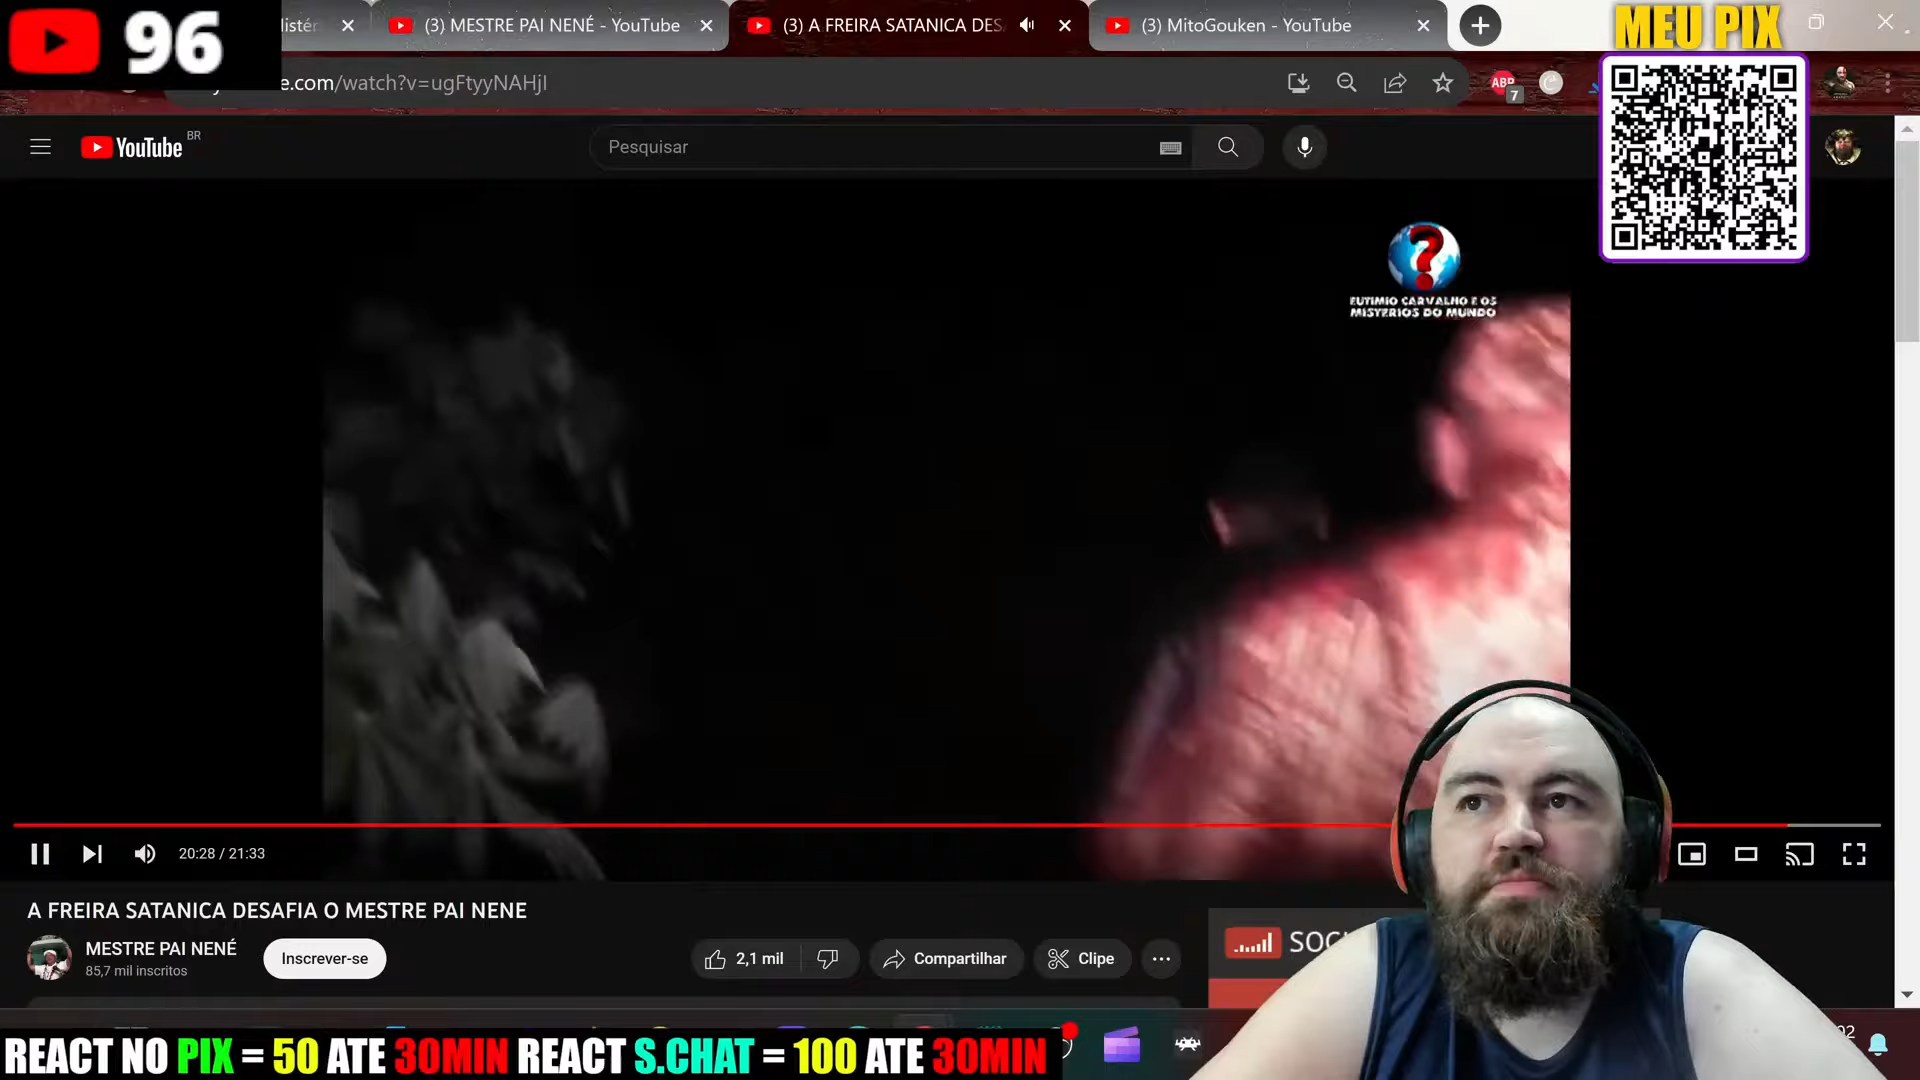 96
(3) MESTRE PAI NENÉ - YouTube
(3) A FREIRA SATANICA DES
(3) MitoGouken - YouTube
MEU PIX
e.com/watch?v=ugFtyyNAHjI
ABP
7
YouTube BR
Pesquisar
?
EUTIMIO CARVALHO E OS
MISTERIOS DO MUNDO
20:28 / 21:33
A FREIRA SATANICA DESAFIA O MESTRE PAI NENE
MESTRE PAI NENÉ
85,7 mil inscritos
Inscrever-se
2,1 mil
Compartilhar
Clipe
REACT NO PIX = 50 ATE 30MIN REACT S.CHAT = 100 ATE 30MIN